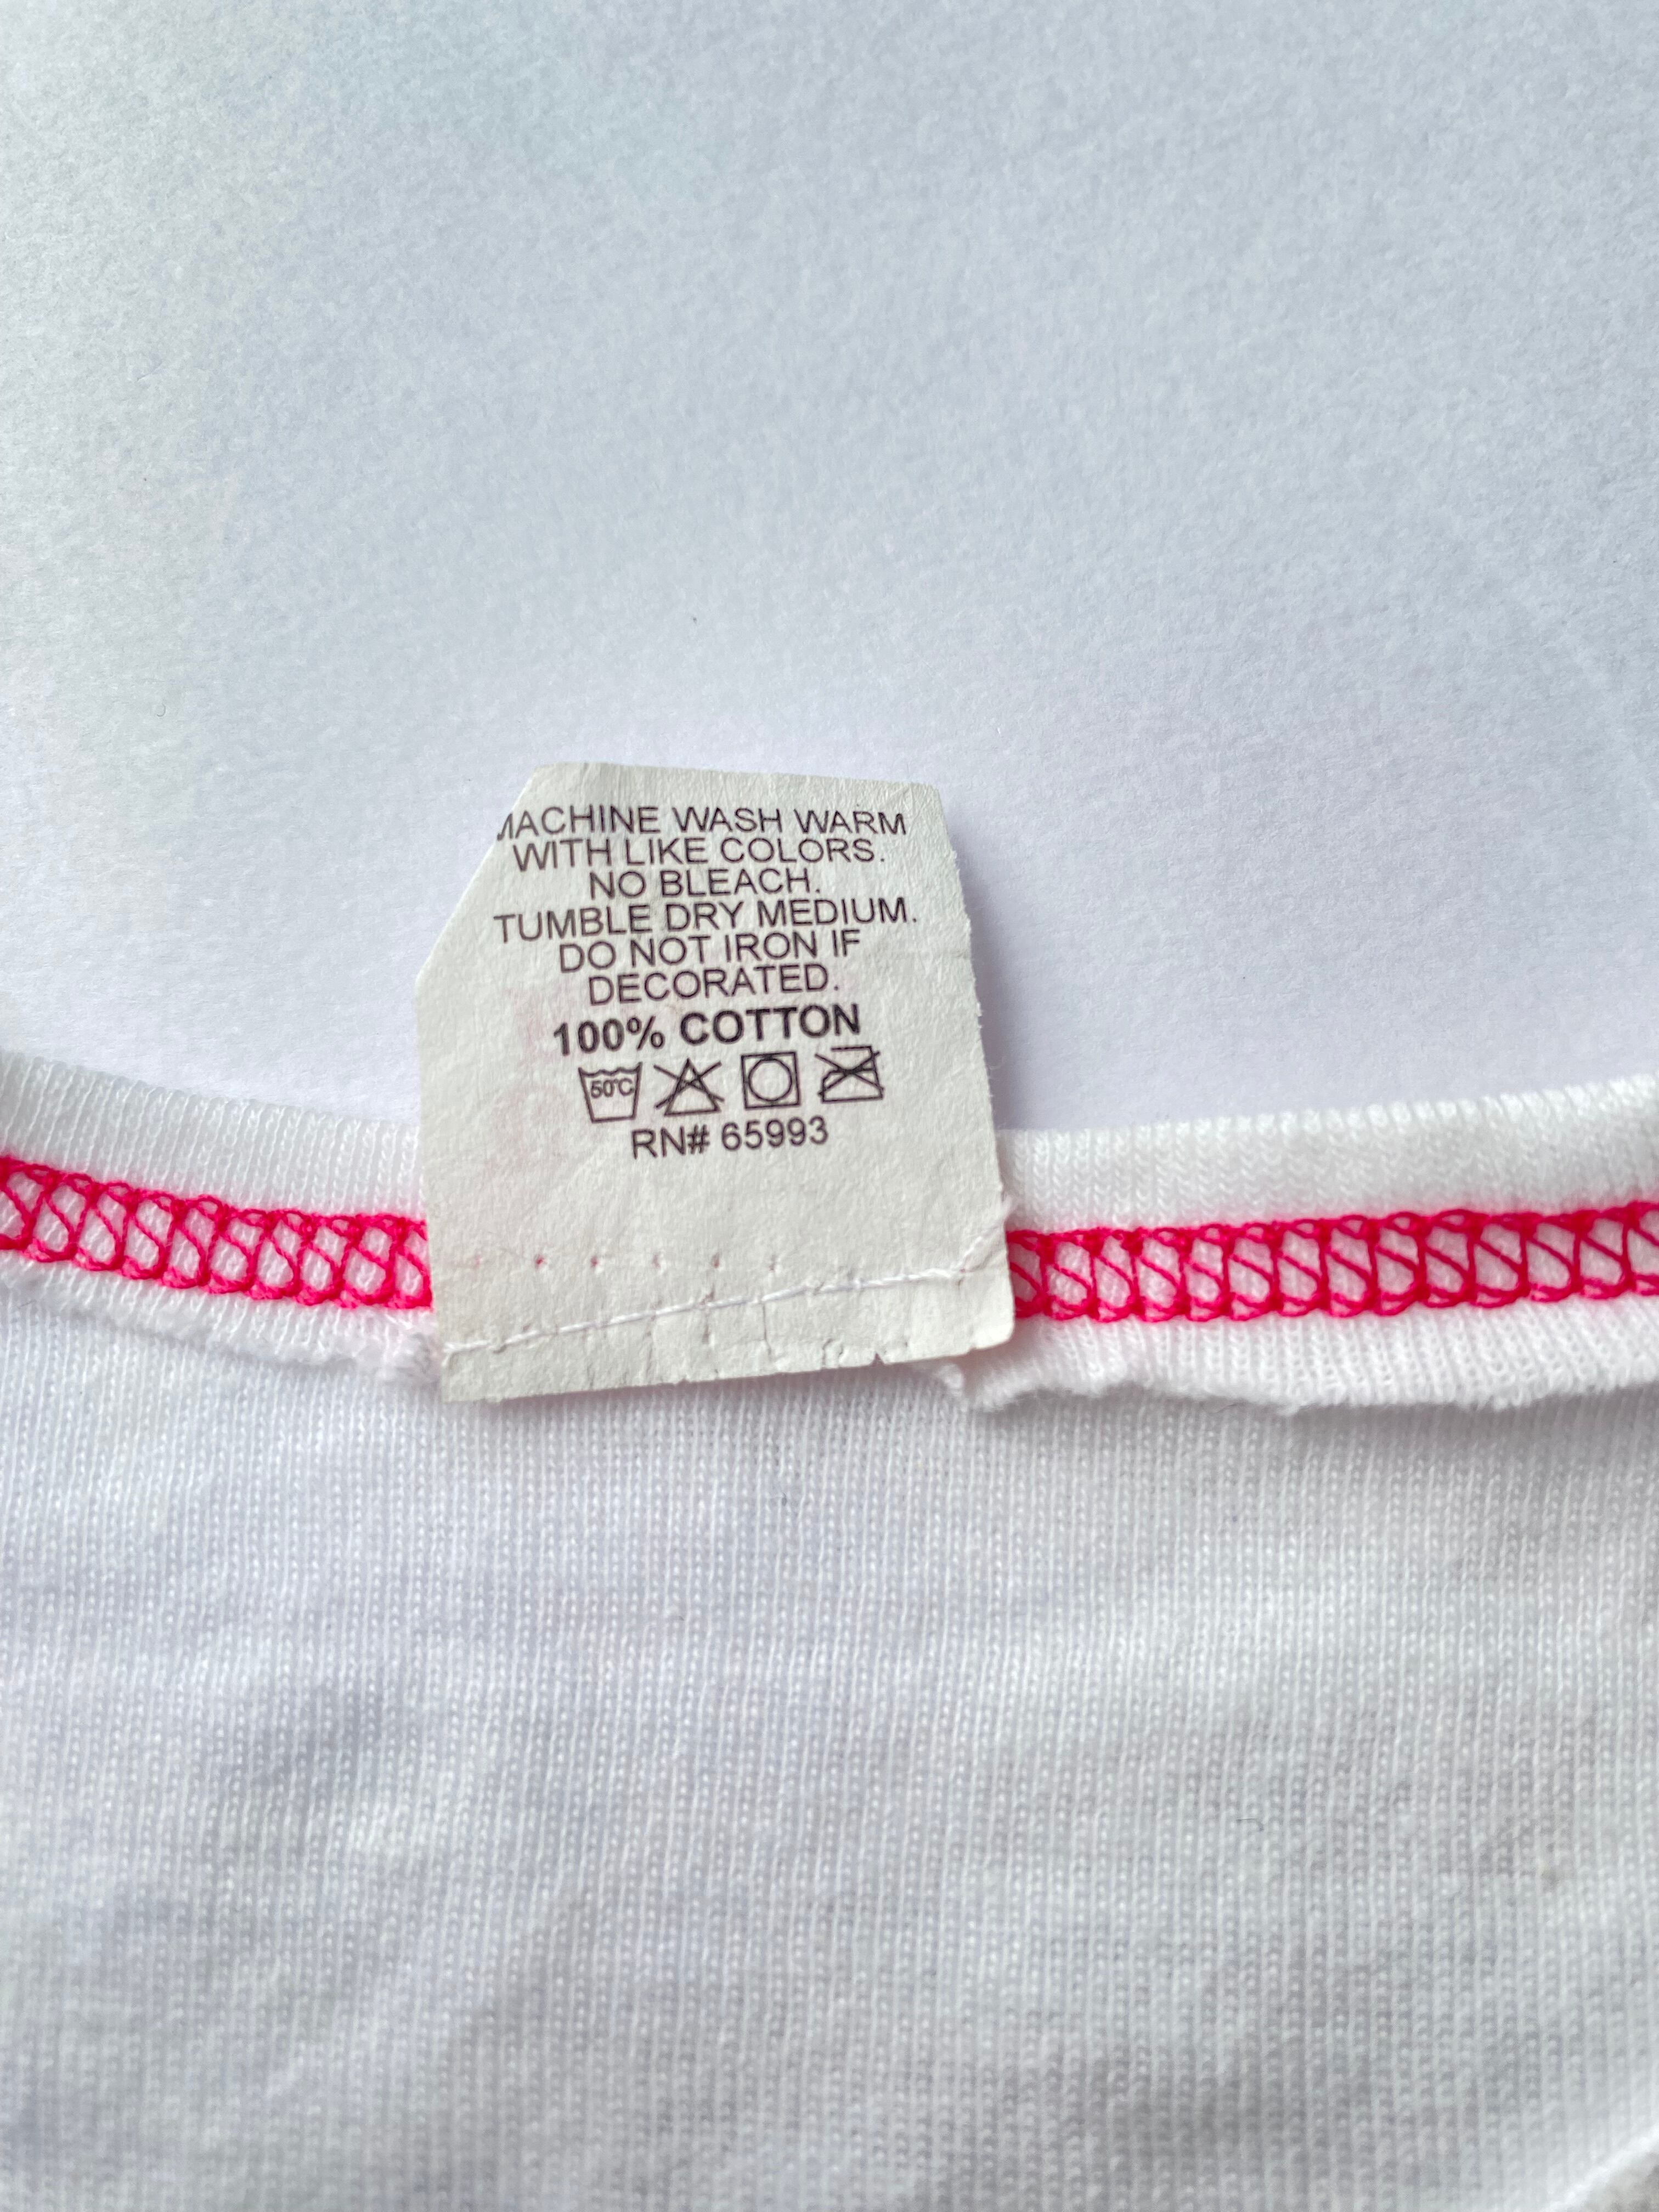 MACHINE WASH WARM
WITH LIKE COLORS.
NO BLEACH.
TUMBLE DRY MEDIUM.
DO NOT IRON IF
DECORATED.
100% COTTON
50°C
RN# 65993